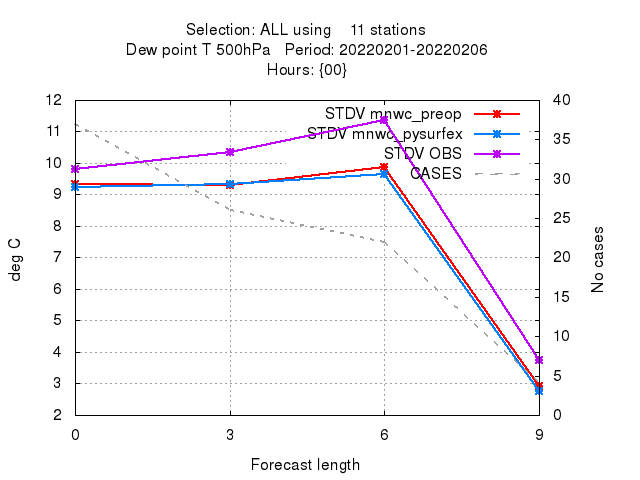 Selection: ALL using    11 stations
Dew point T 500hPa   Period: 20220201-20220206
Hours: {00}
STDV mnwc_preop
STDV mnwc_pysurfex
STDV OBS
CASES
12
11
10
9
8
7
6
5
4
3
2
deg C
40
35
30
25
20
15
10
5
0
No cases
0 3 6 9
Forecast length